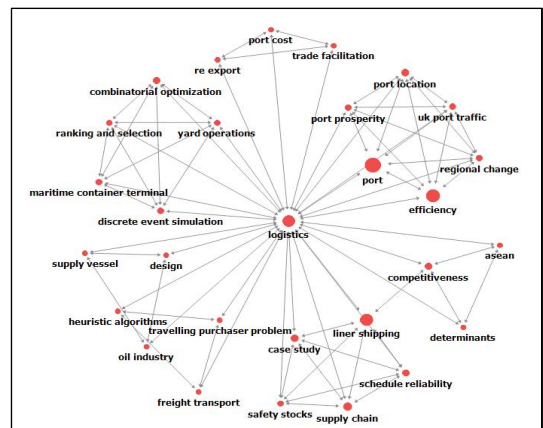 port cost
trade facilitation
re export
port location
combinatorial optimization
port prosperity
uk port traffic
ranking and selection
yard operations
regional change
port
maritime container terminal
efficiency
discrete event simulation
logistics
asean
supply vessel
design
competitiveness
heuristic algorithms
travelling purchaser problem
liner shipping
determinants
case study
oil industry
schedule reliability
freight transport
safety stocks
supply chain